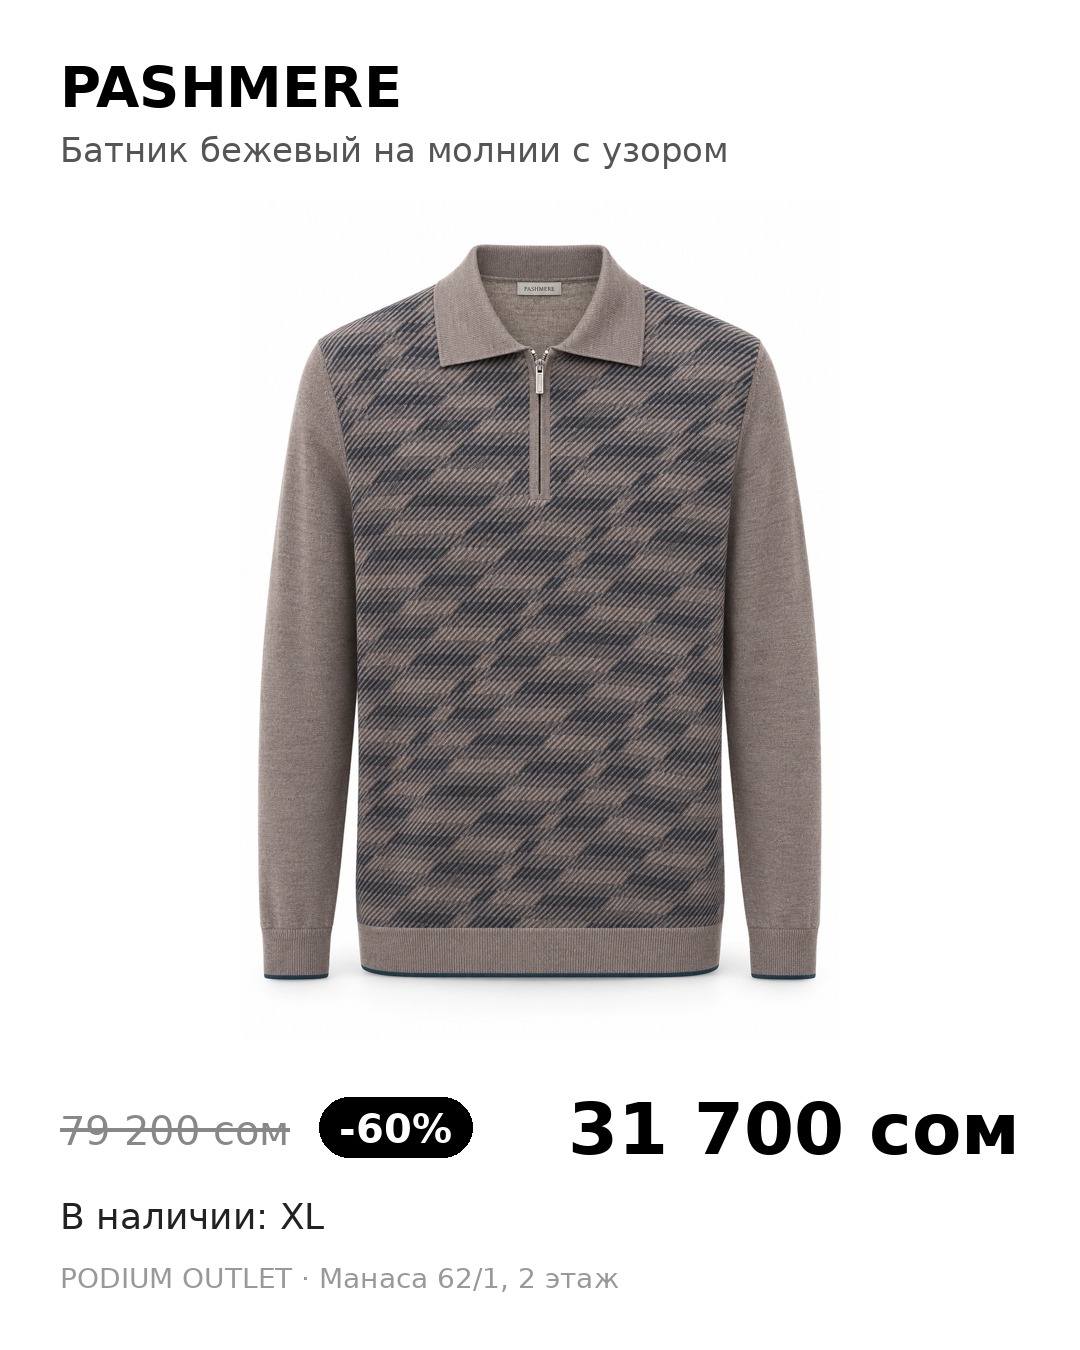 PASHMERE
Батник бежевый на молнии с узором
PASHMERE
79 200 сом
-60%
31 700 сом
В наличии: XL
PODIUM OUTLET · Манаса 62/1, 2 этаж